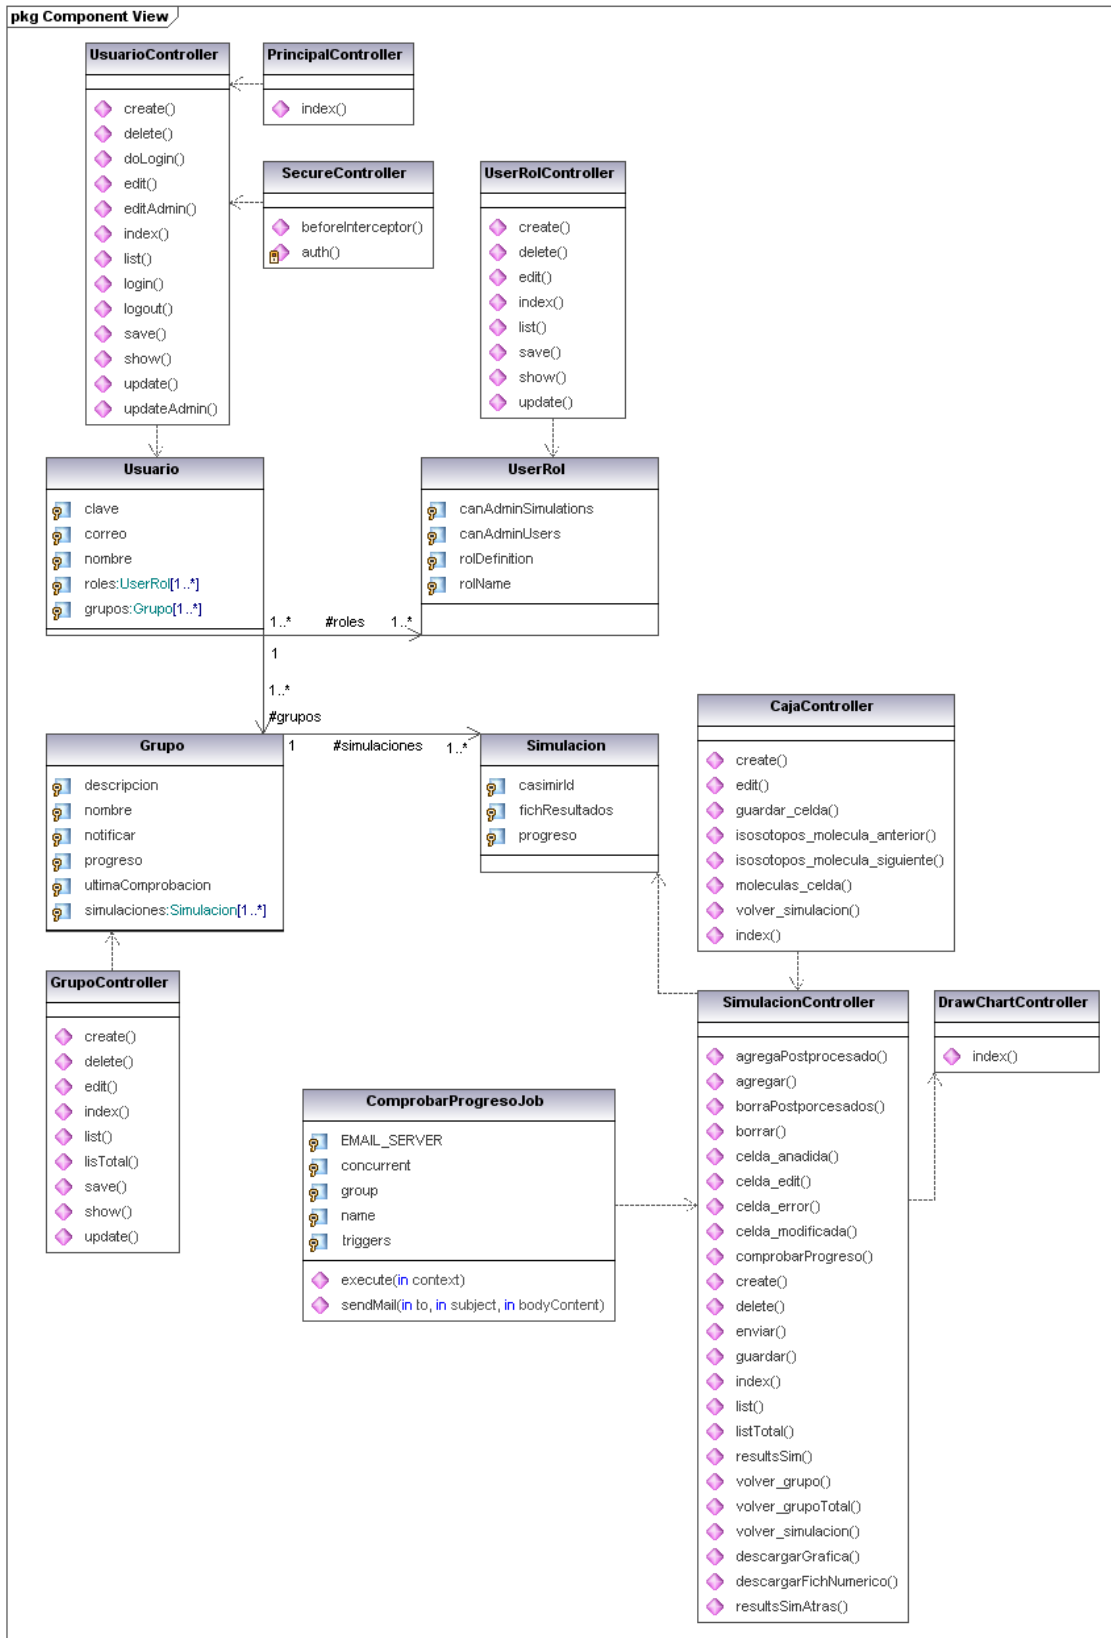 pkg Component View
UsuarioController
create()
delete()
doLogin()
edit()
editAdmin()
index()
list()
login()
logout()
save()
show()
update()
updateAdmin()
PrincipalController
index()
SecureController
beforeInterceptor()
auth()
UserRolController
create()
delete()
edit()
index()
list()
save()
show()
update()
Usuario
clave
correo
nombre
roles:UserRol[1..*]
grupos:Grupo[1..*]
UserRol
canAdminSimulations
canAdminUsers
rolDefinition
rolName
1..* #roles 1..*
1
1..*
#grupos
Grupo
descripcion
nombre
notificar
progreso
ultimaComprobacion
simulaciones:Simulacion[1..*]
1 #simulaciones 1..*
Simulacion
casimirId
fichResultados
progreso
CajaController
create()
edit()
guardar_celda()
isosotopos_molecula_anterior()
isosotopos_molecula_siguiente()
moleculas_celda()
volver_simulacion()
index()
GrupoController
create()
delete()
edit()
index()
list()
lisTotal()
save()
show()
update()
ComprobarProgresoJob
EMAIL_SERVER
concurrent
group
name
triggers
execute(in context)
sendMail(in to, in subject, in bodyContent)
SimulacionController
agregaPostprocesado()
agregar()
borraPostporcesados()
borrar()
celda_anadida()
celda_edit()
celda_error()
celda_modificada()
comprobarProgreso()
create()
delete()
enviar()
guardar()
index()
list()
listTotal()
resultsSim()
volver_grupo()
volver_grupoTotal()
volver_simulacion()
descargarGrafica()
descargarFichNumerico()
resultsSimAtras()
DrawChartController
index()